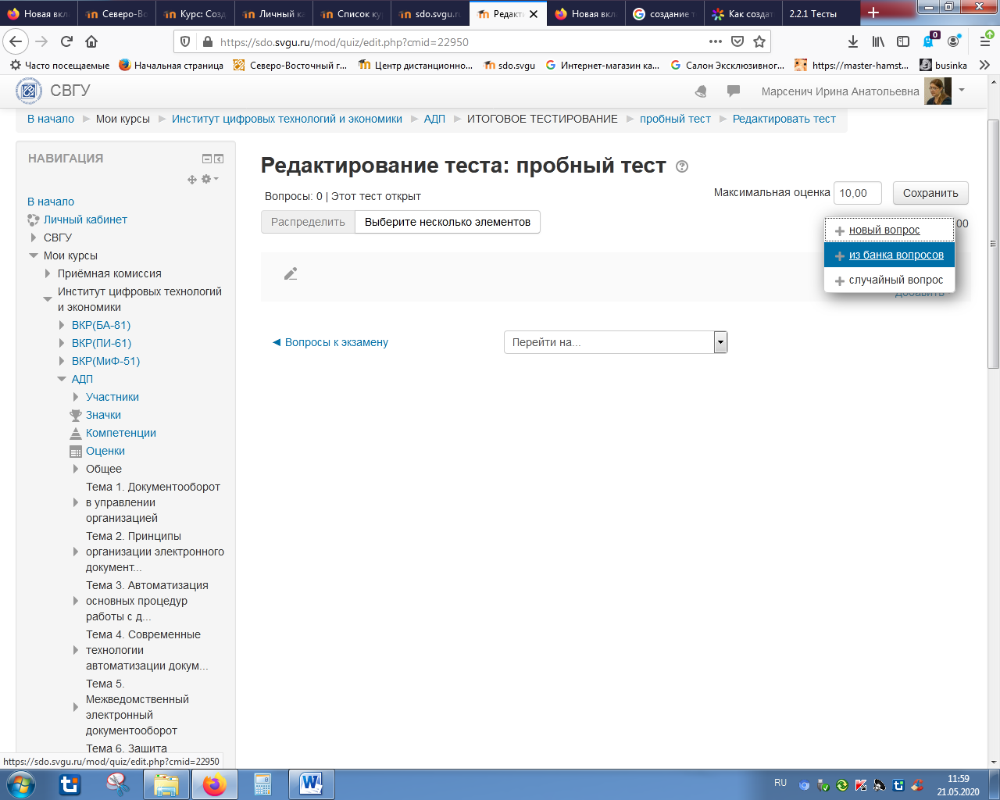 Новая вкл
Северо-Во
Курс: Созд
Личный ка
Список ку
sdo.svgu.ru
Редакти
Новая вкл
создание т
Как создат
2.2.1 Тесты
https://sdo.svgu.ru/mod/quiz/edit.php?cmid=22950
0
Часто посещаемые
Начальная страница
Северо-Восточный г...
Центр дистанционно...
sdo.svgu
Интернет-магазин ка...
Салон Эксклюзивног...
https://master-hamst...
businka
СВГУ
Марсенич Ирина Анатольевна
В начало
Мои курсы
Институт цифровых технологий и экономики
АДП
ИТОГОВОЕ ТЕСТИРОВАНИЕ
пробный тест
Редактировать тест
НАВИГАЦИЯ
В начало
Личный кабинет
СВГУ
Мои курсы
Приёмная комиссия
Институт цифровых технологий
и экономики
ВКР(БА-81)
ВКР(ПИ-61)
ВКР(МиФ-51)
АДП
Участники
Значки
Компетенции
Оценки
Общее
Тема 1. Документооборот
в управлении
организацией
Тема 2. Принципы
организации электронного
документ...
Тема 3. Автоматизация
основных процедур
работы с д...
Тема 4. Современные
технологии
автоматизации докум...
Тема 5.
Межведомственный
электронный
документооборот
Тема 6. Защита
Редактирование теста: пробный тест
Вопросы: 0 | Этот тест открыт
Максимальная оценка 10,00 Сохранить
Распределить Выберите несколько элементов
00
новый вопрос
из банка вопросов
случайный вопрос
Добавить
◄ Вопросы к экзамену
Перейти на...
https://sdo.svgu.ru/mod/quiz/edit.php?cmid=22950
RU
11:59
21.05.2020